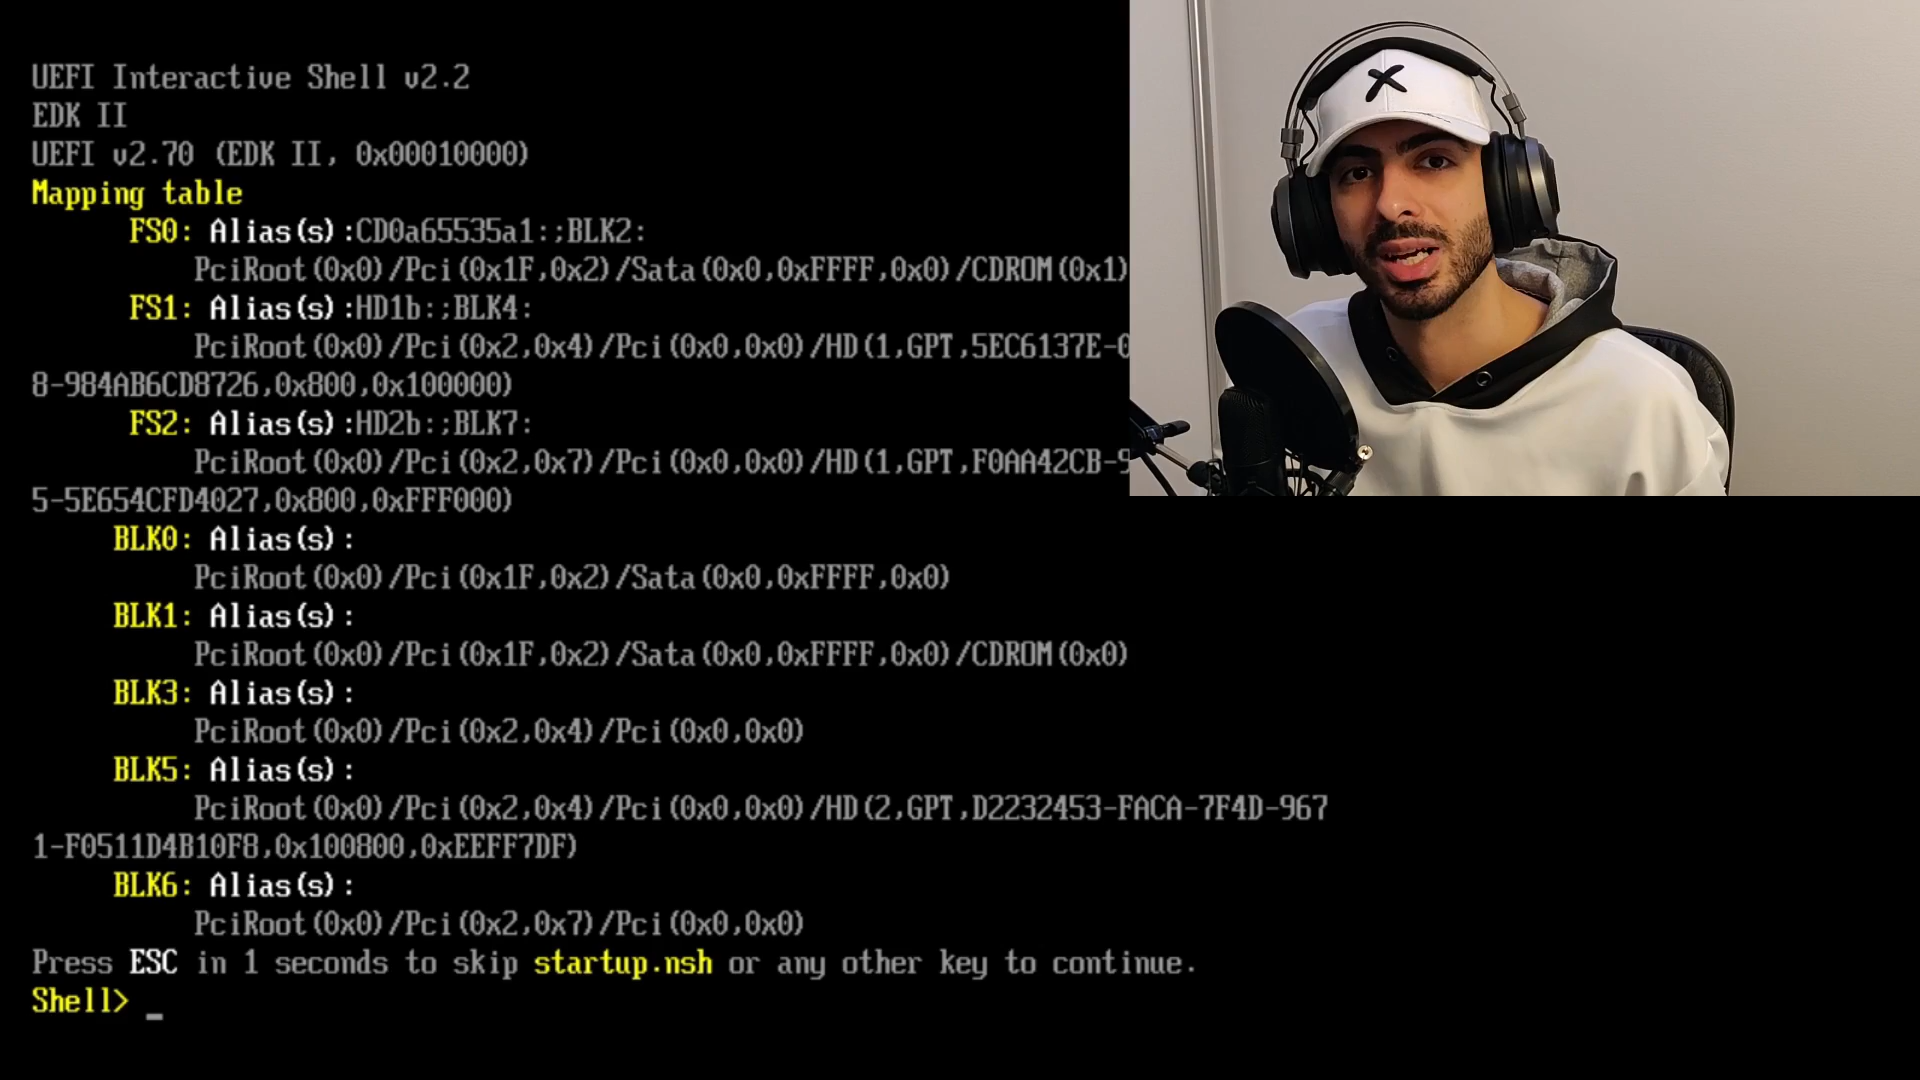 UEFI Interactive Shell v2.2
EDK II
UEFI v2.70 (EDK II, 0x00010000)
Mapping table
FS0: Alias(s):CD0a65535a1:;BLK2:
PciRoot(0x0)/Pci(0x1F,0x2)/Sata(0x0,0xFFFF,0x0)/CDROM(0x1)
FS1: Alias(s):HD1b:;BLK4:
PciRoot(0x0)/Pci(0x2,0x4)/Pci(0x0,0x0)/HD(1,GPT,5EC6137E-0
8-984AB6CD8726,0x800,0x100000)
FS2: Alias(s):HD2b:;BLK7:
PciRoot(0x0)/Pci(0x2,0x7)/Pci(0x0,0x0)/HD(1,GPT,F0AA42CB-9
5-5E654CFD4027,0x800,0xFFF000)
BLK0: Alias(s):
PciRoot(0x0)/Pci(0x1F,0x2)/Sata(0x0,0xFFFF,0x0)
BLK1: Alias(s):
PciRoot(0x0)/Pci(0x1F,0x2)/Sata(0x0,0xFFFF,0x0)/CDROM(0x0)
BLK3: Alias(s):
PciRoot(0x0)/Pci(0x2,0x4)/Pci(0x0,0x0)
BLK5: Alias(s):
PciRoot(0x0)/Pci(0x2,0x4)/Pci(0x0,0x0)/HD(2,GPT,D2232453-FACA-7F4D-967
1-F0511D4B10F8,0x100800,0xEEFF7DF)
BLK6: Alias(s):
PciRoot(0x0)/Pci(0x2,0x7)/Pci(0x0,0x0)
Press ESC in 1 seconds to skip startup.nsh or any other key to continue.
Shell> _
X